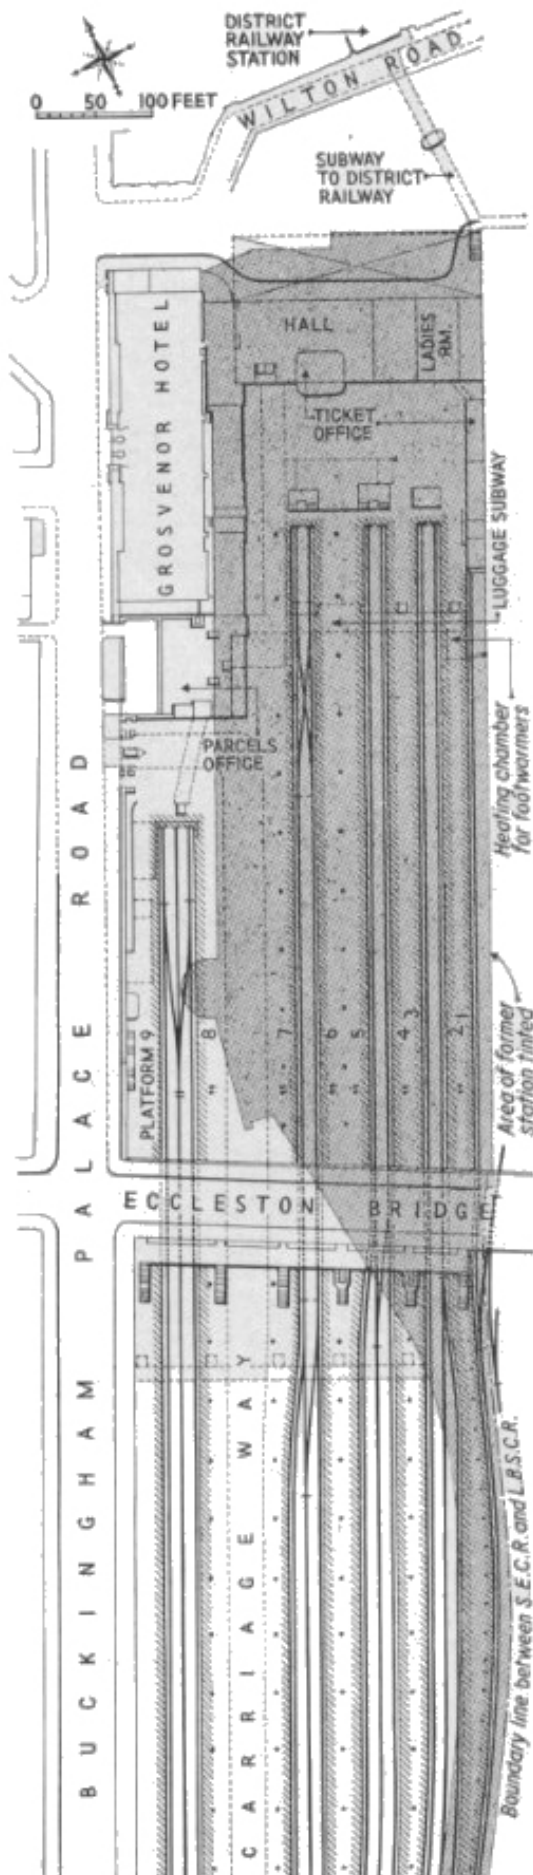 DISTRICT
RAILWAY
STATION
WILTON ROAD
0 50 100 FEET
SUBWAY
TO DISTRICT
RAILWAY
HALL
LADIES
RM.
GROSVENOR HOTEL
TICKET
OFFICE
LUGGAGE SUBWAY
PARCELS
OFFICE
Heating chamber
for footwarmers
PLATFORM 9
8
7
6
5
4
3
2
1
Area of former
station tinted
ECCLESTON BRIDGE
BUCKINGHAM PALACE ROAD
CARRIAGE WAY
Boundary line between S.E.C.R. and L.B.S.C.R.